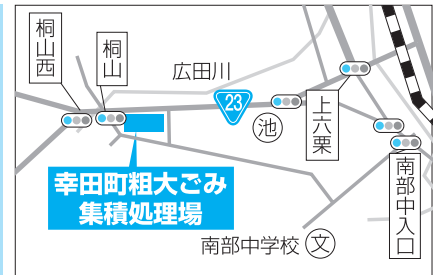 桐山西
桐山
広田川
23
池
上六栗
南部中入口
幸田町粗大ごみ
集積処理場
南部中学校 文